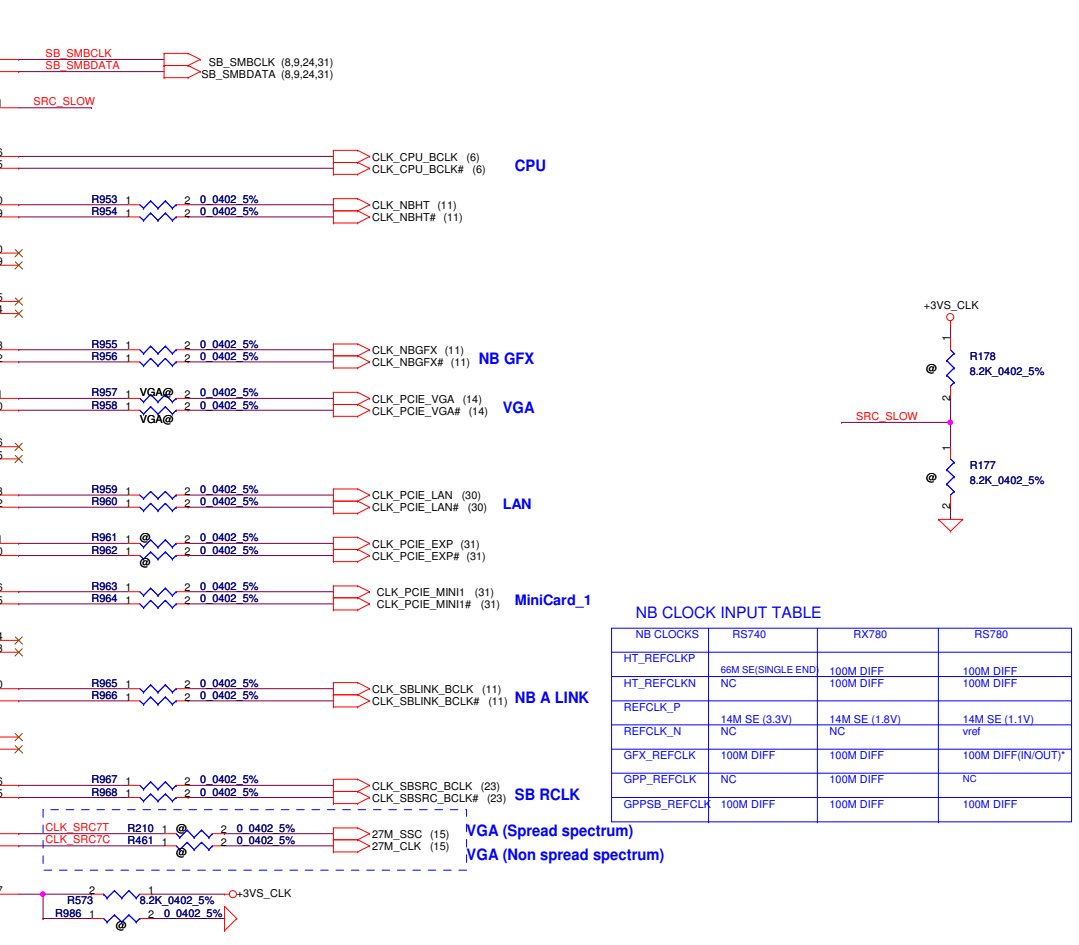 SB_SMBCLK SB_SMBCLK (8,9,24,31)
SB_SMBDATA SB_SMBDATA (8,9,24,31)
SRC_SLOW
CLK_CPU_BCLK (6)
CLK_CPU_BCLK# (6)
CPU
R953 1 2 0_0402_5% CLK_NBHT (11)
R954 1 2 0_0402_5% CLK_NBHT# (11)
R955 1 2 0_0402_5% CLK_NBGFX (11)
R956 1 2 0_0402_5% CLK_NBGFX# (11)
NB GFX
R957 1 VGA@ 2 0_0402_5% CLK_PCIE_VGA (14)
R958 1 VGA@ 2 0_0402_5% CLK_PCIE_VGA# (14)
VGA
R959 1 2 0_0402_5% CLK_PCIE_LAN (30)
R960 1 2 0_0402_5% CLK_PCIE_LAN# (30)
LAN
R961 1 @ 2 0_0402_5% CLK_PCIE_EXP (31)
R962 1 @ 2 0_0402_5% CLK_PCIE_EXP# (31)
R963 1 2 0_0402_5% CLK_PCIE_MINI1 (31)
R964 1 2 0_0402_5% CLK_PCIE_MINI1# (31)
MiniCard_1
R965 1 2 0_0402_5% CLK_SBLINK_BCLK (11)
R966 1 2 0_0402_5% CLK_SBLINK_BCLK# (11)
NB A LINK
R967 1 2 0_0402_5% CLK_SBSRC_BCLK (23)
R968 1 2 0_0402_5% CLK_SBSRC_BCLK# (23)
SB RCLK
CLK_SRC7T R210 1 @ 2 0_0402_5% 27M_SSC (15) VGA (Spread spectrum)
CLK_SRC7C R461 1 @ 2 0_0402_5% 27M_CLK (15) VGA (Non spread spectrum)
R573 2 1 8.2K_0402_5% +3VS_CLK
R986 1 @ 2 0_0402_5%
+3VS_CLK
1
@ R178
8.2K_0402_5%
2
SRC_SLOW
1
@ R177
8.2K_0402_5%
2
NB CLOCK INPUT TABLE
NB CLOCKS RS740 RX780 RS780
HT_REFCLKP 66M SE(SINGLE END) 100M DIFF 100M DIFF
HT_REFCLKN NC 100M DIFF 100M DIFF
REFCLK_P 14M SE (3.3V) 14M SE (1.8V) 14M SE (1.1V)
REFCLK_N NC NC vref
GFX_REFCLK 100M DIFF 100M DIFF 100M DIFF(IN/OUT)*
GPP_REFCLK NC 100M DIFF NC
GPPSB_REFCLK 100M DIFF 100M DIFF 100M DIFF